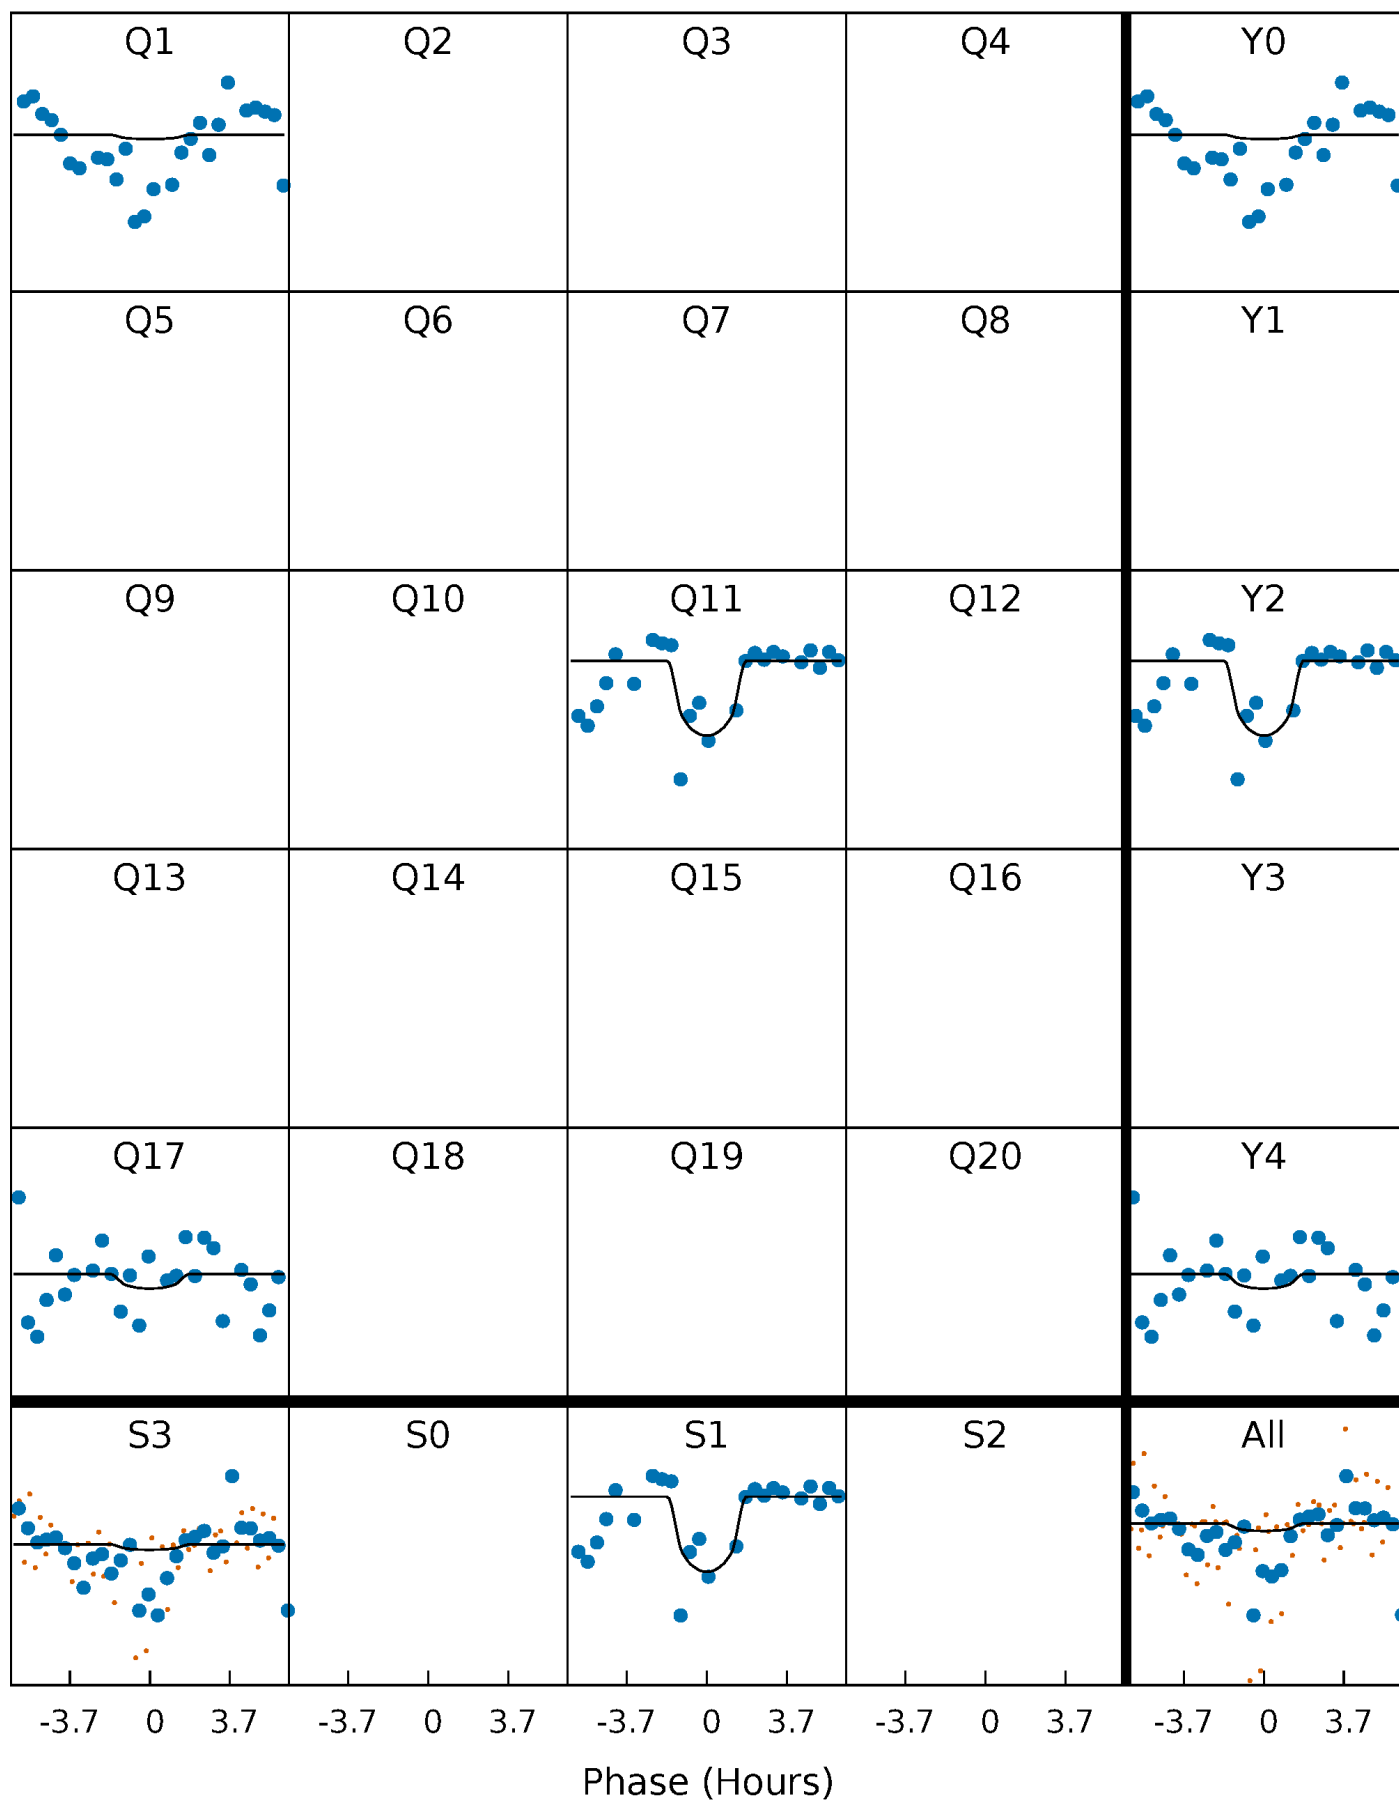 Q1 Q2 Q3 Q4 Y0
Q5 Q6 Q7 Q8 Y1
Q9 Q10 Q11 Q12 Y2
Q13 Q14 Q15 Q16 Y3
Q17 Q18 Q19 Q20 Y4
S3 S0 S1 S2 All
-3.7 0 3.7 -3.7 0 3.7 -3.7 0 3.7 -3.7 0 3.7 -3.7 0 3.7
Phase (Hours)